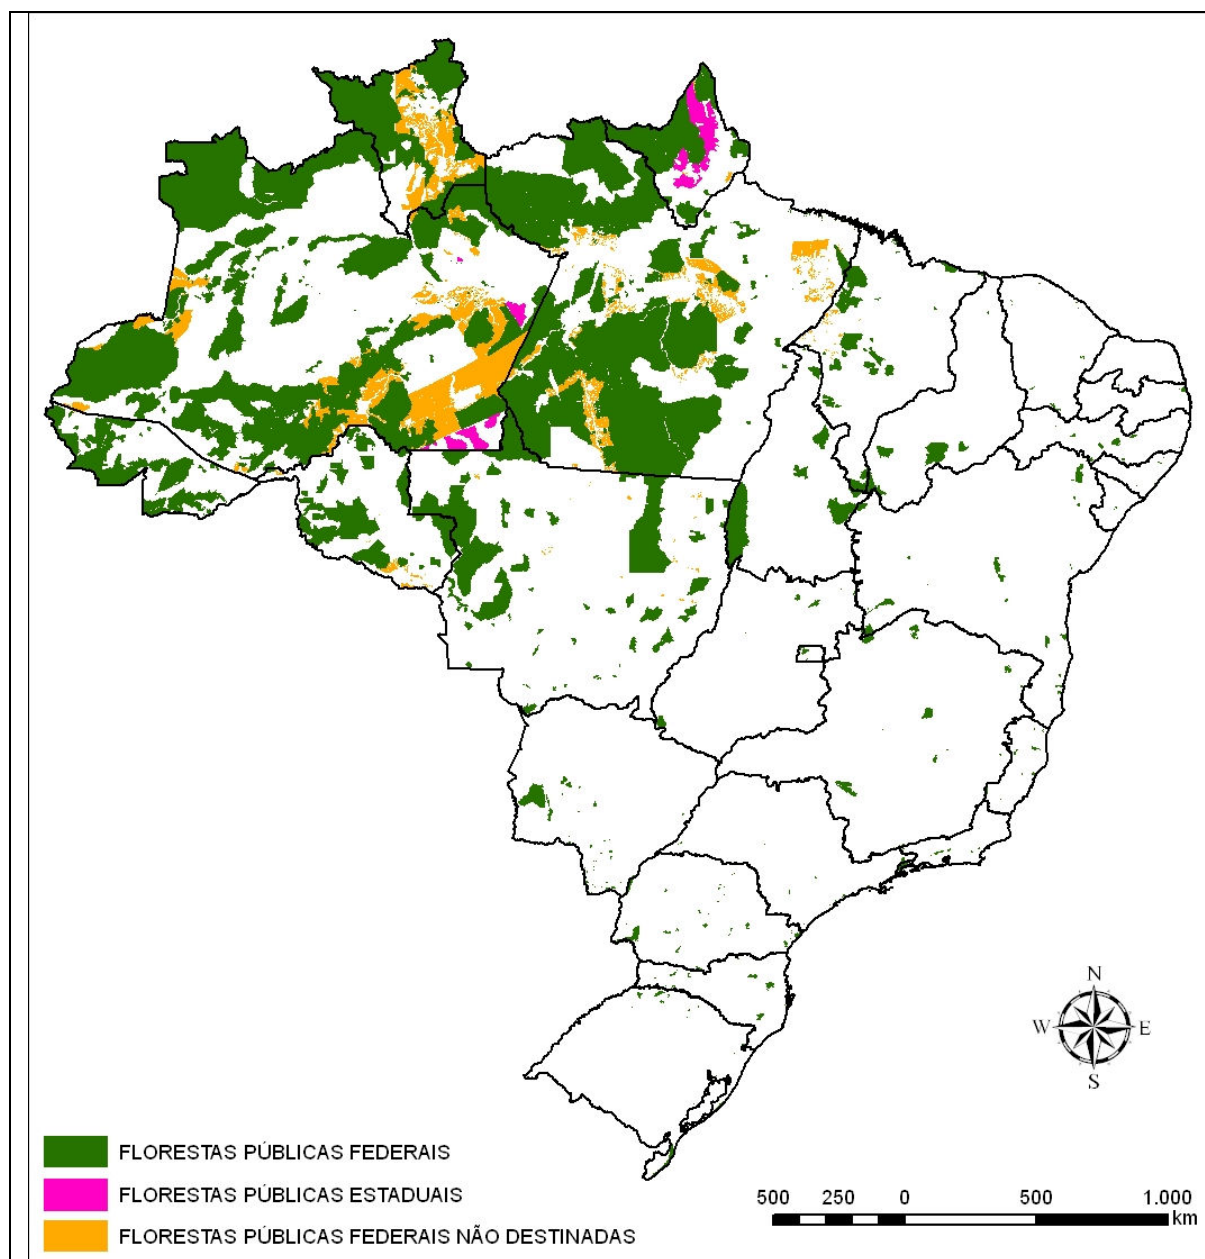 N
W E
S
FLORESTAS PÚBLICAS FEDERAIS
FLORESTAS PÚBLICAS ESTADUAIS
FLORESTAS PÚBLICAS FEDERAIS NÃO DESTINADAS
500 250 0 500 1.000
km